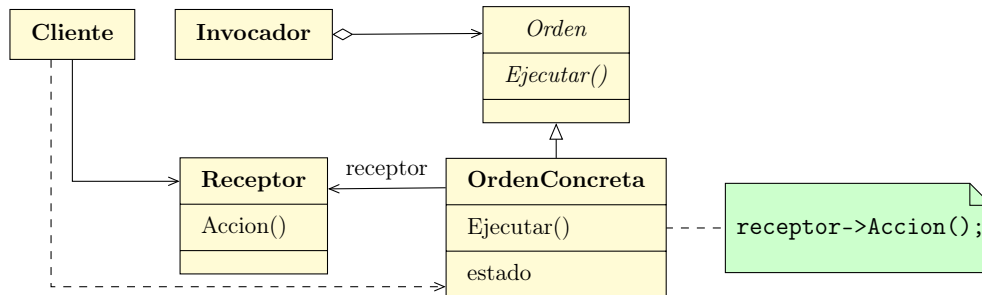 Cliente
Invocador
Orden
Ejecutar()
Receptor
Accion()
receptor
OrdenConcreta
Ejecutar()
estado
receptor->Accion();